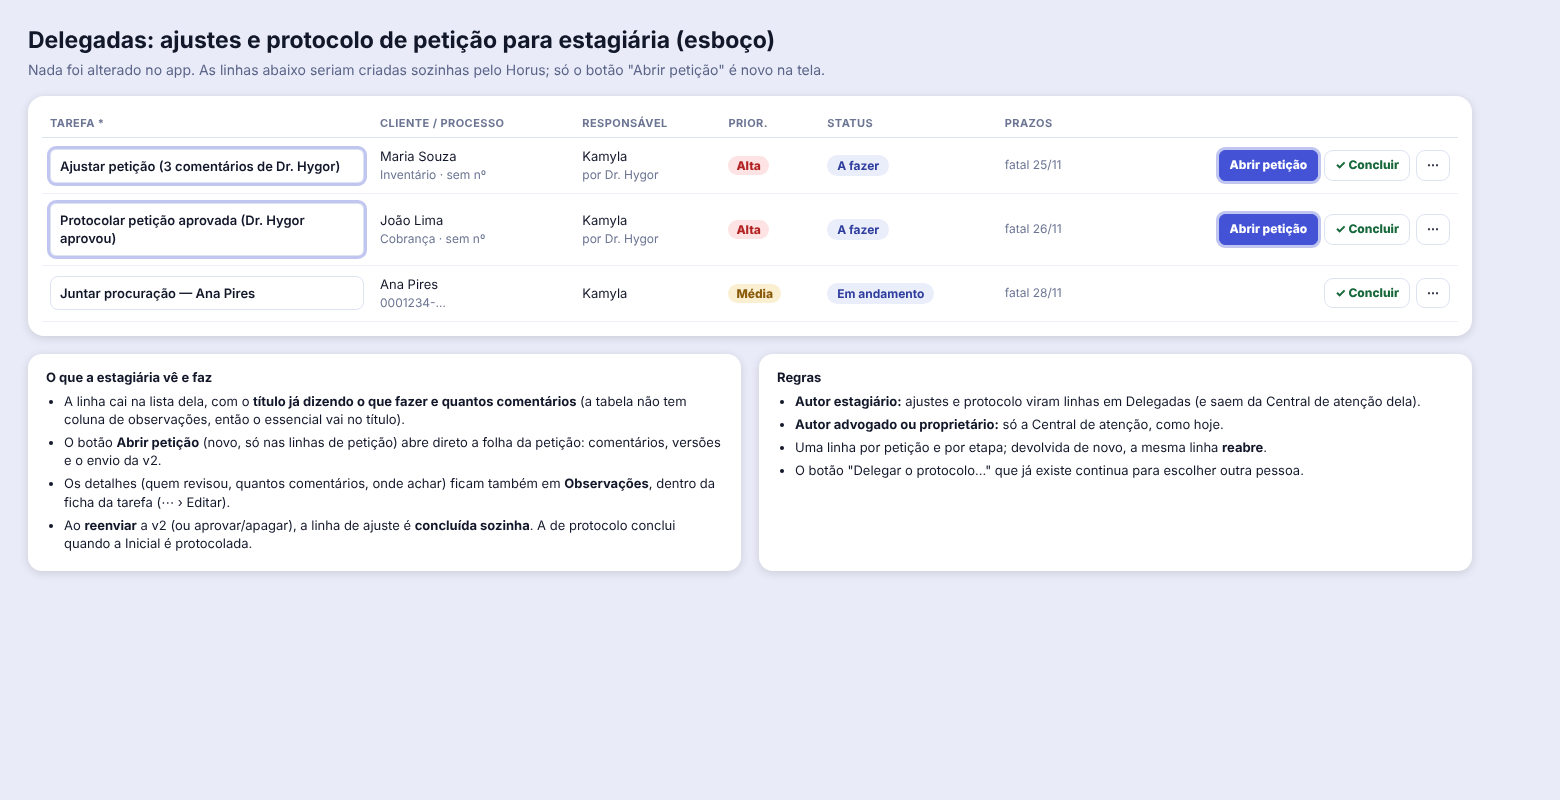 Delegadas: ajustes e protocolo de petição para estagiária (esboço)
Nada foi alterado no app. As linhas abaixo seriam criadas sozinhas pelo Horus; só o botão "Abrir petição" é novo na tela.
TAREFA * CLIENTE / PROCESSO RESPONSÁVEL PRIOR. STATUS PRAZOS
Ajustar petição (3 comentários de Dr. Hygor) Maria Souza Kamyla Alta A fazer fatal 25/11 Abrir petição ✓ Concluir ···
Inventário · sem nº por Dr. Hygor
Protocolar petição aprovada (Dr. Hygor João Lima Kamyla Alta A fazer fatal 26/11 Abrir petição ✓ Concluir ···
aprovou) Cobrança · sem nº por Dr. Hygor
Juntar procuração — Ana Pires Ana Pires Kamyla Média Em andamento fatal 28/11 ✓ Concluir ···
0001234-...
O que a estagiária vê e faz
• A linha cai na lista dela, com o título já dizendo o que fazer e quantos comentários (a tabela não tem
coluna de observações, então o essencial vai no título).
• O botão Abrir petição (novo, só nas linhas de petição) abre direto a folha da petição: comentários, versões
e o envio da v2.
• Os detalhes (quem revisou, quantos comentários, onde achar) ficam também em Observações, dentro da
ficha da tarefa (··· › Editar).
• Ao reenviar a v2 (ou aprovar/apagar), a linha de ajuste é concluída sozinha. A de protocolo conclui
quando a Inicial é protocolada.
Regras
• Autor estagiário: ajustes e protocolo viram linhas em Delegadas (e saem da Central de atenção dela).
• Autor advogado ou proprietário: só a Central de atenção, como hoje.
• Uma linha por petição e por etapa; devolvida de novo, a mesma linha reabre.
• O botão "Delegar o protocolo..." que já existe continua para escolher outra pessoa.